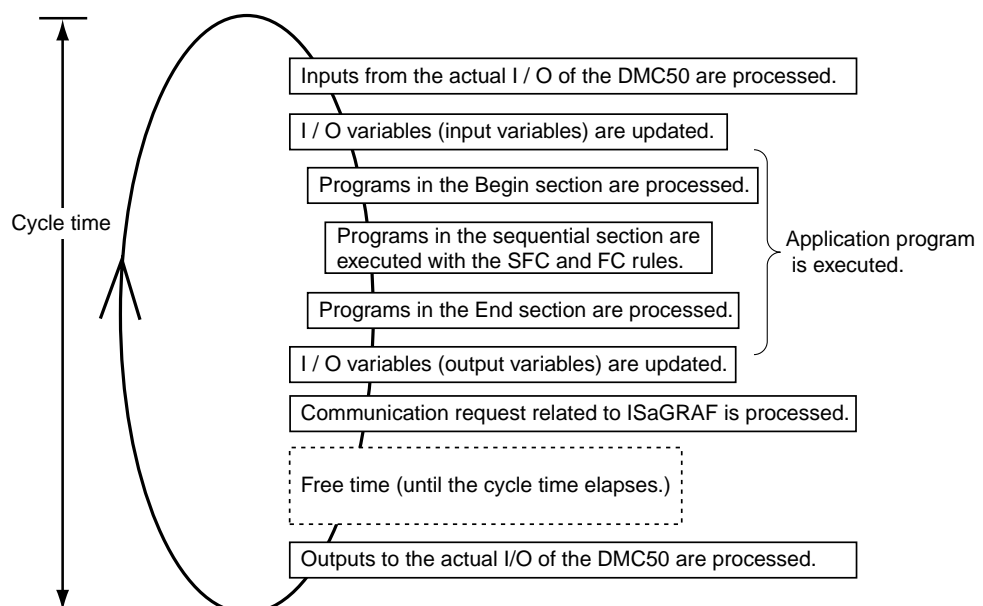 Inputs from the actual I / O of the DMC50 are processed.
I / O variables (input variables) are updated.
Programs in the Begin section are processed.
Cycle time
Programs in the sequential section are
executed with the SFC and FC rules.
Application program
is executed.
Programs in the End section are processed.
I / O variables (output variables) are updated.
Communication request related to ISaGRAF is processed.
Free time (until the cycle time elapses.)
Outputs to the actual I/O of the DMC50 are processed.